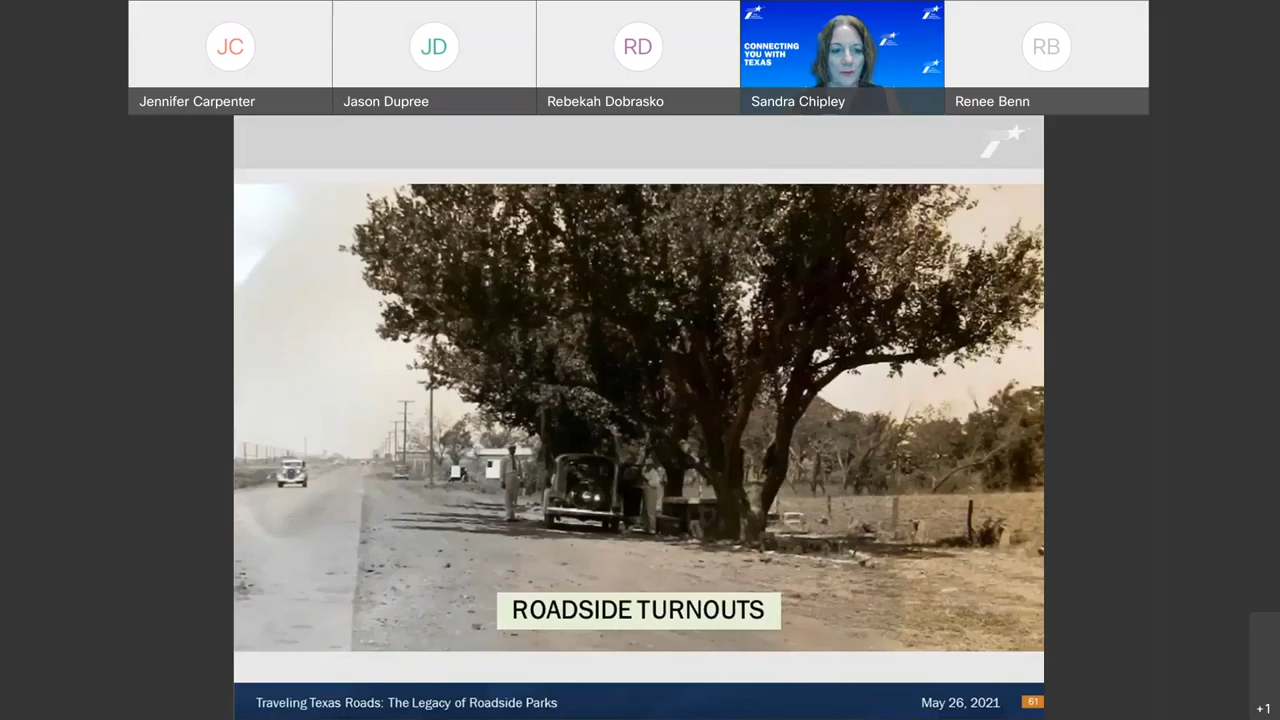 JC
JD
RD
CONNECTING
YOU WITH
TEXAS
RB
Jennifer Carpenter
Jason Dupree
Rebekah Dobrasko
Sandra Chipley
Renee Benn
ROADSIDE TURNOUTS
Traveling Texas Roads: The Legacy of Roadside Parks
May 26, 2021
61
+1